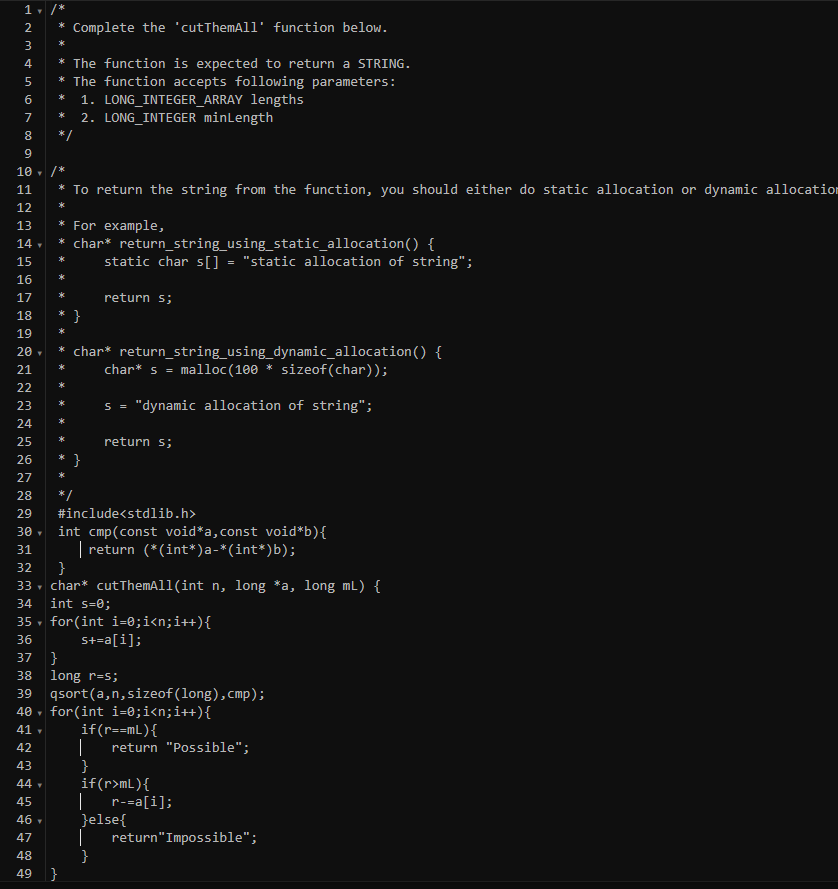 1 /*
2  * Complete the 'cutThemAll' function below.
3  *
4  * The function is expected to return a STRING.
5  * The function accepts following parameters:
6  *  1. LONG_INTEGER_ARRAY lengths
7  *  2. LONG_INTEGER minLength
8  */
9
10 /*
11  * To return the string from the function, you should either do static allocation or dynamic allocation
12  *
13  * For example,
14  * char* return_string_using_static_allocation() {
15  *     static char s[] = "static allocation of string";
16  *
17  *     return s;
18  * }
19  *
20  * char* return_string_using_dynamic_allocation() {
21  *     char* s = malloc(100 * sizeof(char));
22  *
23  *     s = "dynamic allocation of string";
24  *
25  *     return s;
26  * }
27  *
28  */
29  #include<stdlib.h>
30  int cmp(const void*a,const void*b){
31      return (*(int*)a-*(int*)b);
32  }
33 char* cutThemAll(int n, long *a, long mL) {
34 int s=0;
35 for(int i=0;i<n;i++){
36     s+=a[i];
37 }
38 long r=s;
39 qsort(a,n,sizeof(long),cmp);
40 for(int i=0;i<n;i++){
41     if(r==mL){
42         return "Possible";
43     }
44     if(r>mL){
45         r-=a[i];
46     }else{
47         return"Impossible";
48     }
49 }